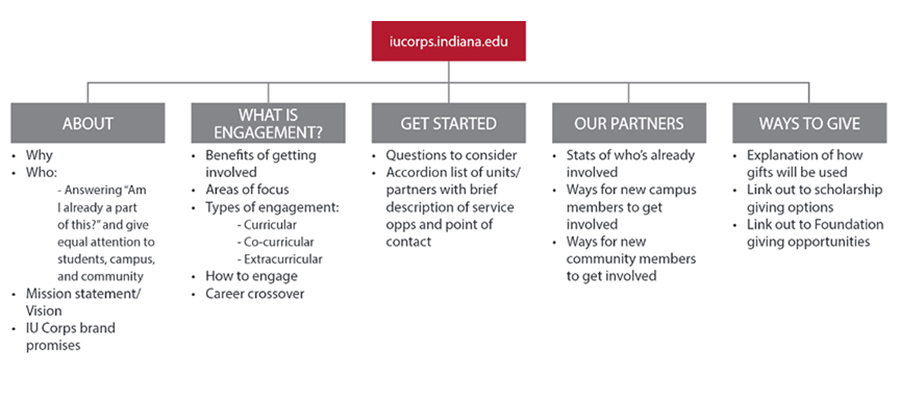 iucorps.indiana.edu
ABOUT
• Why
• Who:
- Answering “Am
I already a part
of this?” and give
equal attention to
students, campus,
and community
• Mission statement/
Vision
• IU Corps brand
promises
WHAT IS
ENGAGEMENT?
• Benefits of getting
involved
• Areas of focus
• Types of engagement:
- Curricular
- Co-curricular
- Extracurricular
• How to engage
• Career crossover
GET STARTED
• Questions to consider
• Accordion list of units/
partners with brief
description of service
opps and point of
contact
OUR PARTNERS
• Stats of who’s already
involved
• Ways for new campus
members to get
involved
• Ways for new
community members
to get involved
WAYS TO GIVE
• Explanation of how
gifts will be used
• Link out to scholarship
giving options
• Link out to Foundation
giving opportunities